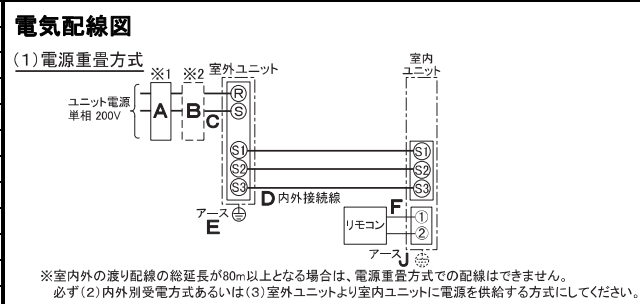 電気配線図
(1)電源重畳方式
※1 ※2 室外ユニット
室内
ユニット
ユニット電源
単相 200V
A
B
C
R
S
S1
S2
S3
S1
S2
S3
D 内外接続線
アース
E
リモコン
F
①
②
アース J
※室内外の渡り配線の総延長が80m以上となる場合は、電源重畳方式での配線はできません。
必ず(2)内外別受電方式あるいは(3)室外ユニットより室内ユニットに電源を供給する方式にしてください。